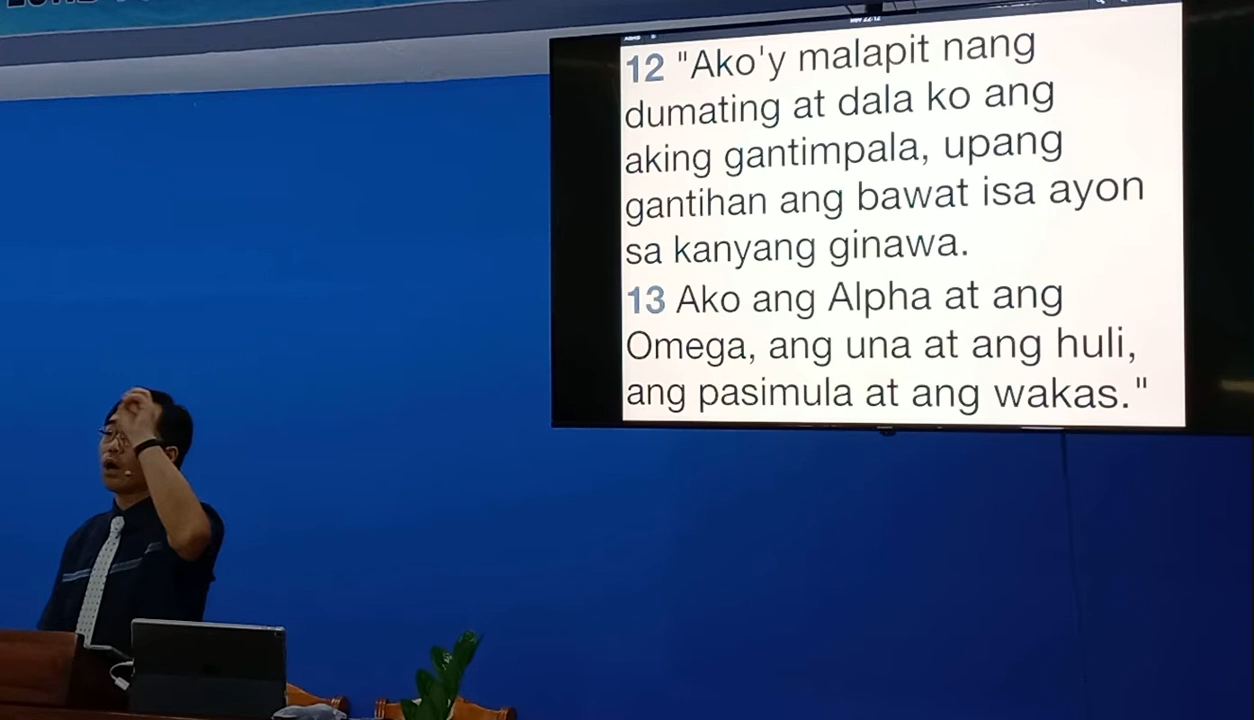 12 "Ako'y malapit nang
dumating at dala ko ang
aking gantimpala, upang
gantihan ang bawat isa ayon
sa kanyang ginawa.
13 Ako ang Alpha at ang
Omega, ang una at ang huli,
ang pasimula at ang wakas."